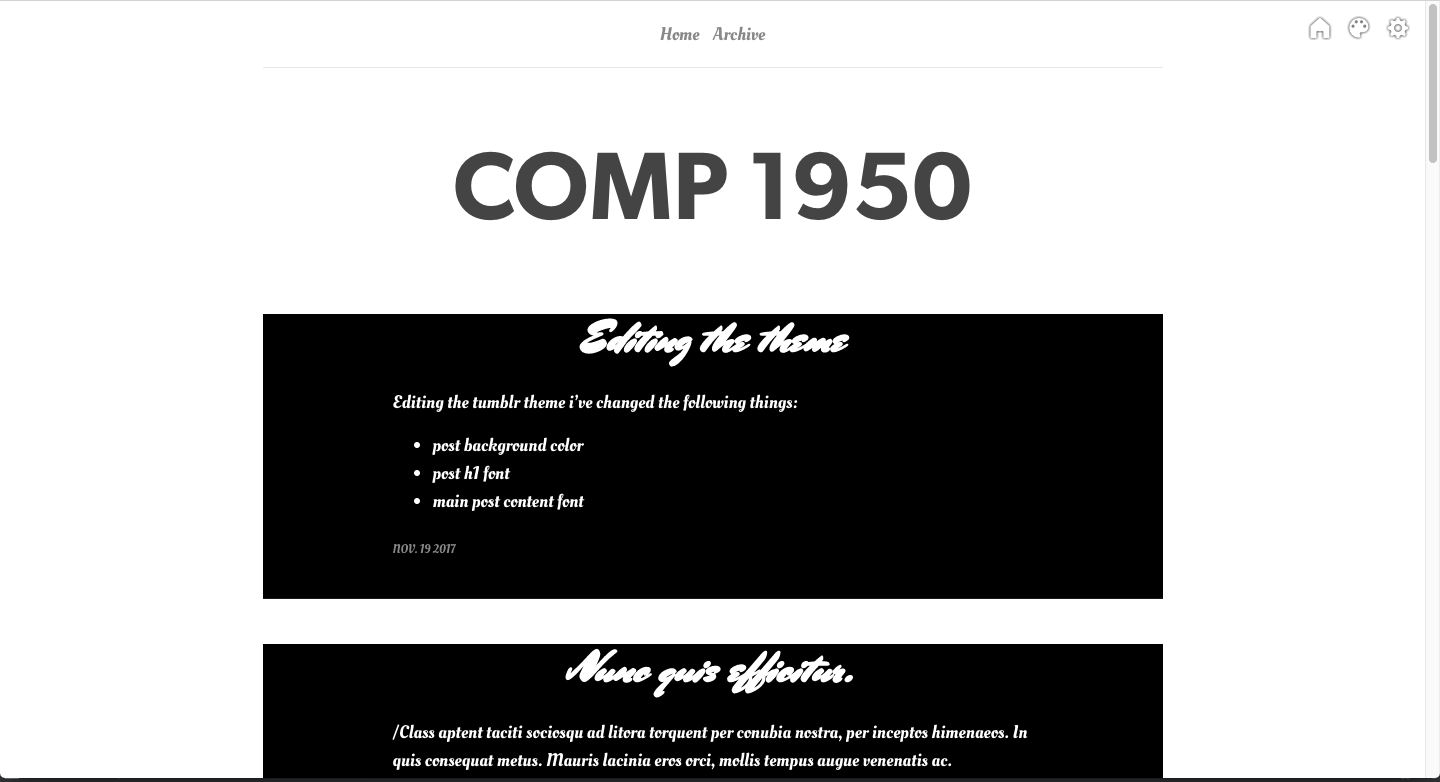 Home Archive
COMP 1950
Editing the theme
Editing the tumblr theme i've changed the following things:
• post background color
• post h1 font
• main post content font
NOV. 19 2017
Nunc quis efficitur.
/Class aptent taciti sociosqu ad litora torquent per conubia nostra, per inceptos himenaeos. In
quis consequat metus. Mauris lacinia eros orci, mollis tempus augue venenatis ac.